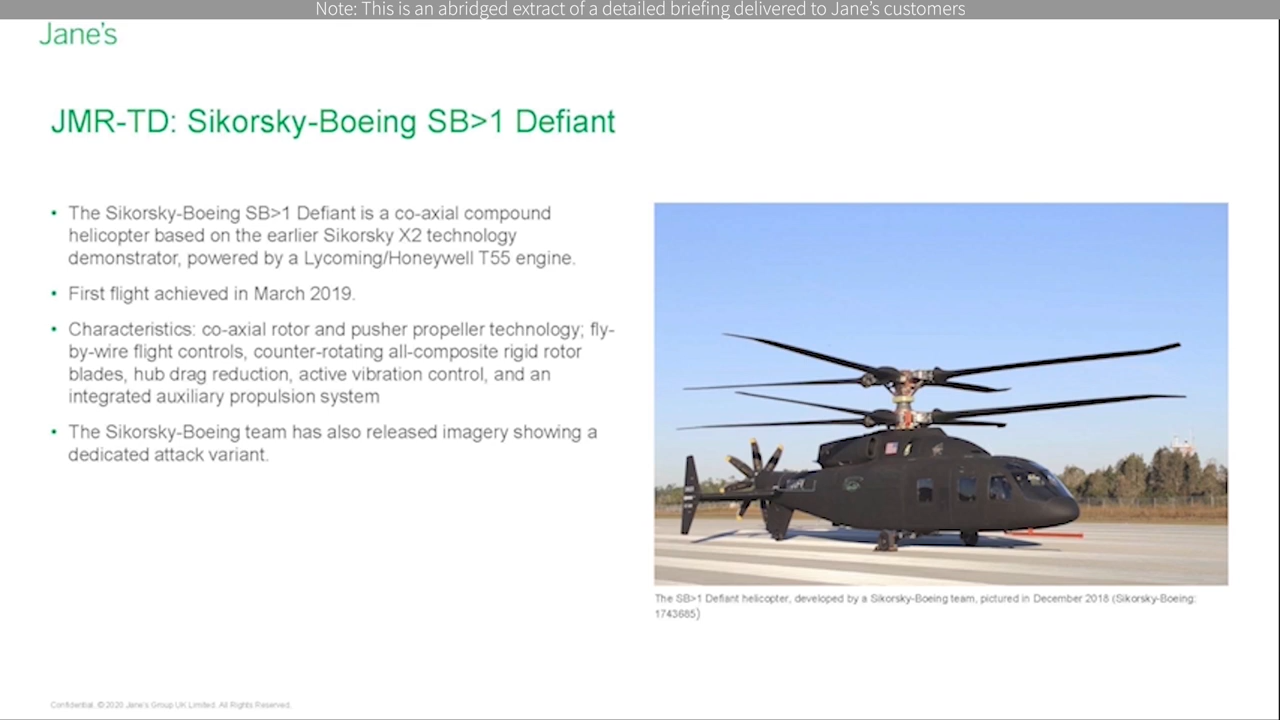 Note: This is an abridged extract of a detailed briefing delivered to Jane's customers
Jane's
JMR-TD: Sikorsky-Boeing SB>1 Defiant
• The Sikorsky-Boeing SB>1 Defiant is a co-axial compound
helicopter based on the earlier Sikorsky X2 technology
demonstrator, powered by a Lycoming/Honeywell T55 engine.
• First flight achieved in March 2019.
• Characteristics: co-axial rotor and pusher propeller technology; fly-
by-wire flight controls, counter-rotating all-composite rigid rotor
blades, hub drag reduction, active vibration control, and an
integrated auxiliary propulsion system
• The Sikorsky-Boeing team has also released imagery showing a
dedicated attack variant.
The SB>1 Defiant helicopter, developed by a Sikorsky-Boeing team, pictured in December 2018 (Sikorsky-Boeing:
1743685)
Confidential. © 2020 Jane's Group UK Limited. All Rights Reserved.